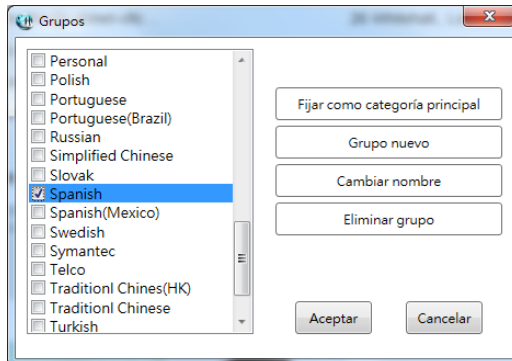 Grupos
Personal
Polish
Portuguese
Portuguese(Brazil)
Russian
Simplified Chinese
Slovak
Spanish
Spanish(Mexico)
Swedish
Symantec
Telco
Traditionl Chines(HK)
Traditionl Chinese
Turkish
Fijar como categoría principal
Grupo nuevo
Cambiar nombre
Eliminar grupo
Aceptar
Cancelar